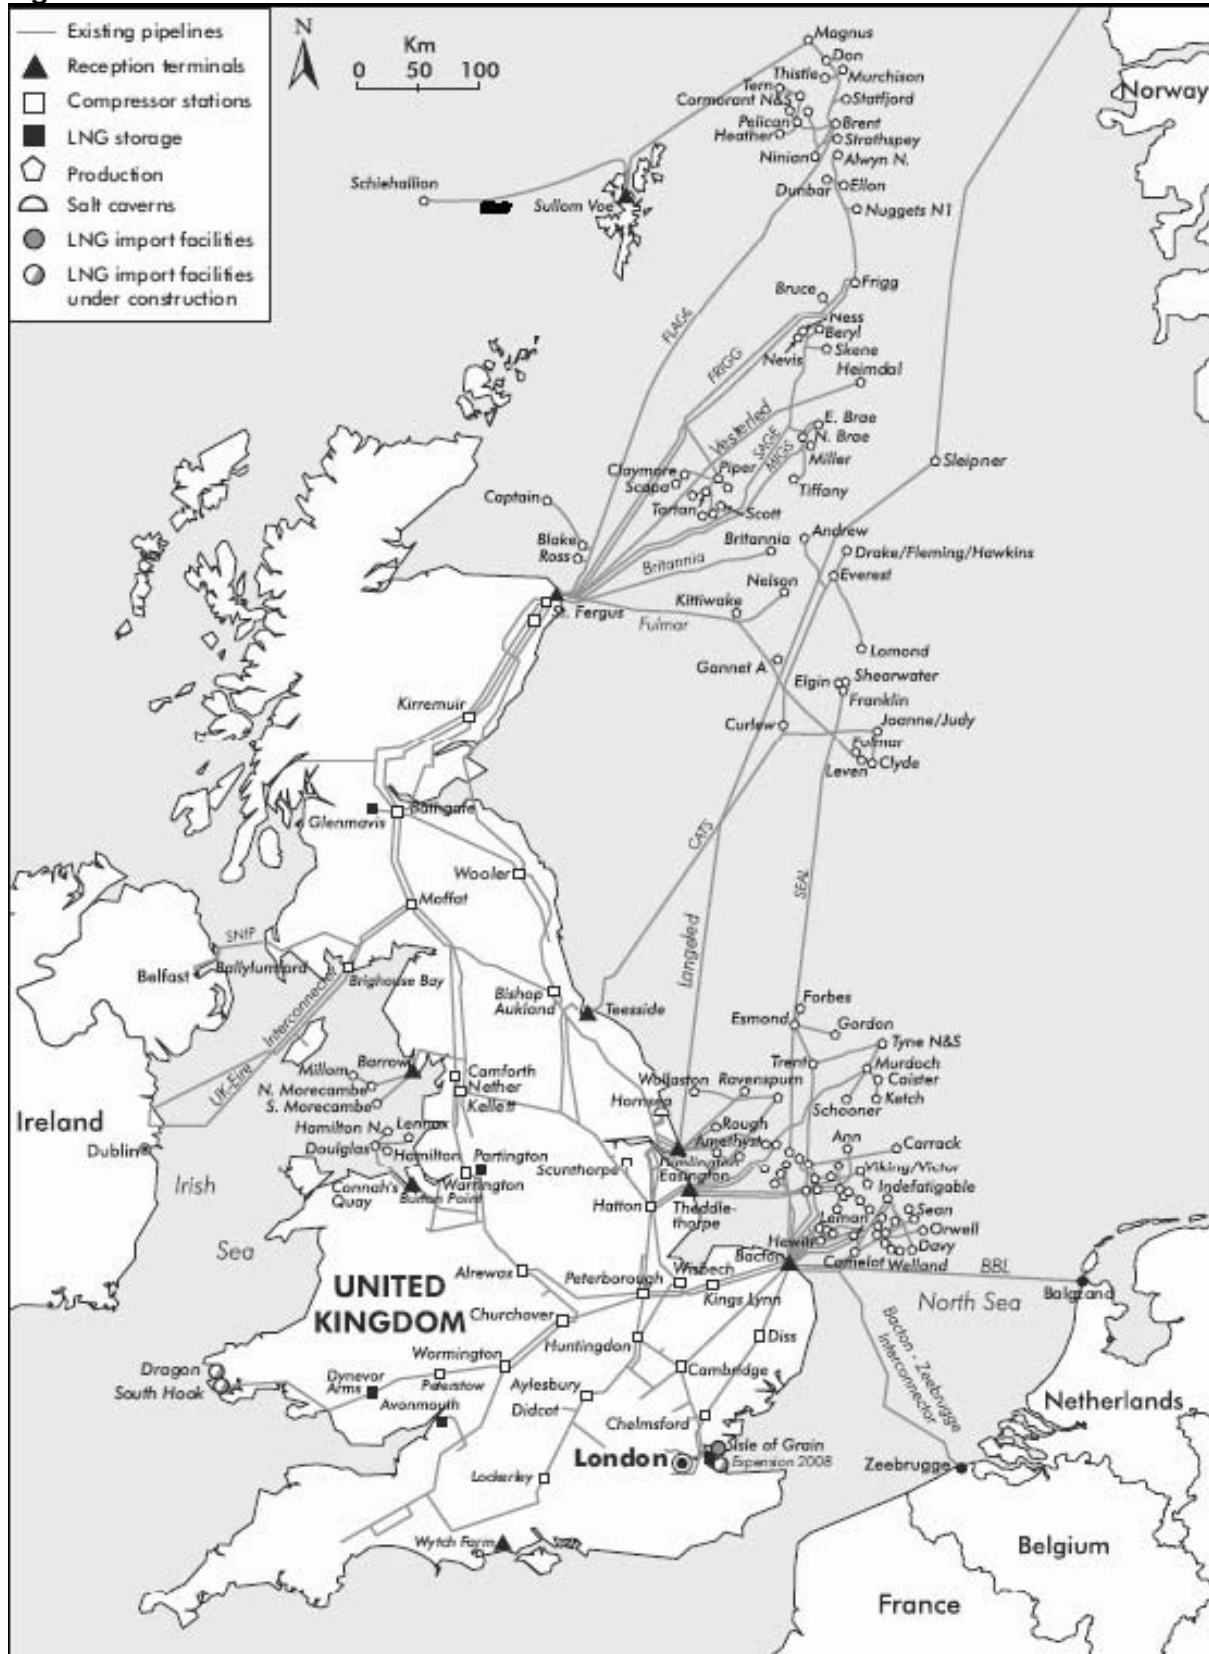 Existing pipelines
Reception terminals
Compressor stations
LNG storage
Production
Salt caverns
LNG import facilities
LNG import facilities
under construction
N
Km
0 50 100
Norway
Magnus
Don
Thistle
Murchison
Tern
Cormorant N&S
Statfjord
Pelican
Brent
Heather
Strathspey
Ninian
Alwyn N.
Dunbar
Ellon
Nuggets N1
Schiehallion
Sullom Voe
Bruce
Frigg
FLAGS
FRIGG
Ness
Beryl
Nevis
Skene
Heimdal
Vesterled
SAGE
MIGS
E. Brae
N. Brae
Miller
Tiffany
Sleipner
Claymore
Piper
Scapa
Tartan
Scott
Captain
Blake
Ross
Andrew
Britannia
Britannia
Drake/Fleming/Hawkins
Everest
Nelson
Kittiwake
St. Fergus
Fulmar
Lomond
Gannet A
Elgin
Shearwater
Franklin
Kirremuir
Curlew
Joanne/Judy
Fulmar
Leven
Clyde
Bathgate
Glenmavis
CATS
SEAL
Langeled
Wooler
Moffat
SNIP
Belfast
Ballylumford
Brighouse Bay
Interconnector
UK-Eire
Bishop
Aukland
Teesside
Forbes
Esmond
Gordon
Tyne N&S
Trent
Murdoch
Caister
Ketch
Schooner
Wollaston
Ravenspurn
Hornsea
Rough
Amethyst
Millom
Barrow
N. Morecambe
S. Morecambe
Camforth
Nether
Kellett
Ireland
Dublin
Irish
Sea
Hamilton N
Lennox
Doulglas
Hamilton
Partington
Warrington
Connah's
Quay
Burton Point
Scunthorpe
Dimlington
Easington
Hatton
Theddle-
thorpe
Ann
Carrack
Viking/Victor
Indefatigable
Leman
Sean
Orwell
Hewitt
Davy
Camelot
Welland
Bacton
BBL
Balgzand
North Sea
Bacton - Zeebrugge
Interconnector
Alrewas
Peterborough
Wisbech
Kings Lynn
UNITED
KINGDOM
Churchover
Huntingdon
Diss
Wormington
Cambridge
Dragon
South Hook
Dynevor
Arms
Peterstow
Aylesbury
Didcot
Avonmouth
Chelmsford
London
Isle of Grain
Expansion 2008
Lockerley
Wytch Farm
Netherlands
Zeebrugge
Belgium
France